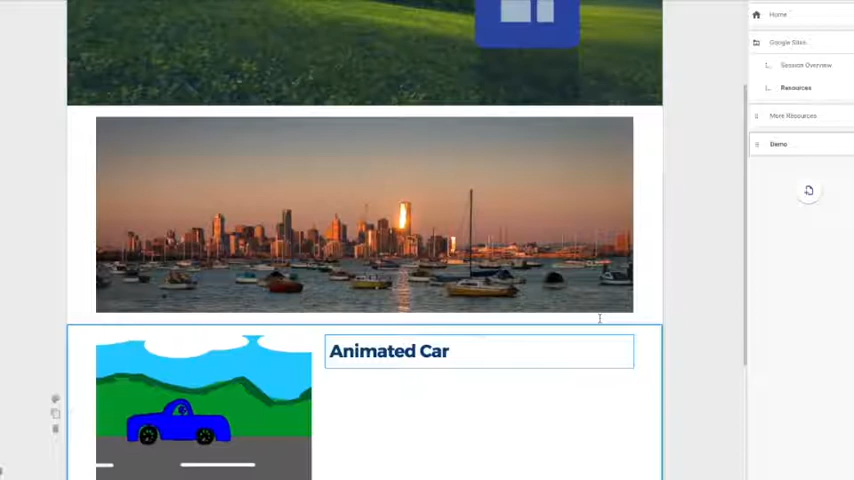 Home
Google Sites
Session Overview
Resources
More Resources
Demo
Animated Car